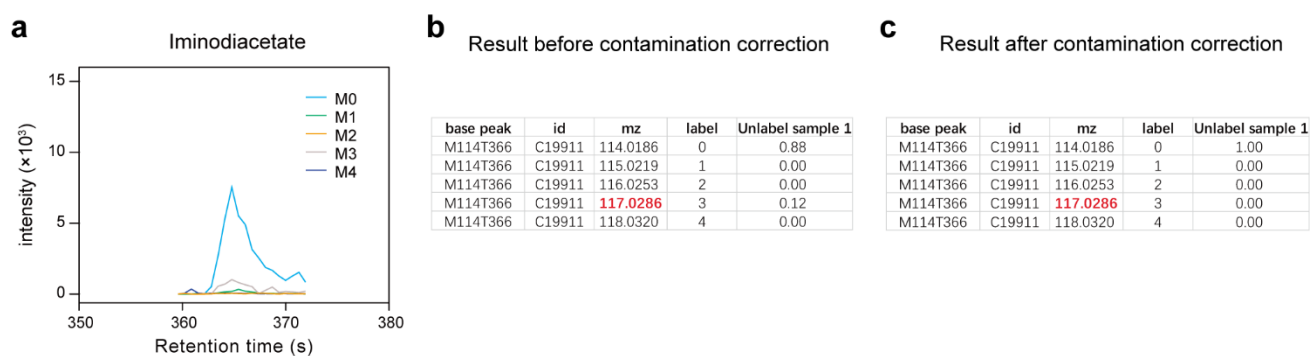 a
Iminodiacetate
15
10
5
0
intensity (×10³)
M0
M1
M2
M3
M4
350
360
370
380
Retention time (s)
b
Result before contamination correction
base peak id mz label Unlabel sample 1
M114T366 C19911 114.0186 0 0.88
M114T366 C19911 115.0219 1 0.00
M114T366 C19911 116.0253 2 0.00
M114T366 C19911 117.0286 3 0.12
M114T366 C19911 118.0320 4 0.00
c
Result after contamination correction
base peak id mz label Unlabel sample 1
M114T366 C19911 114.0186 0 1.00
M114T366 C19911 115.0219 1 0.00
M114T366 C19911 116.0253 2 0.00
M114T366 C19911 117.0286 3 0.00
M114T366 C19911 118.0320 4 0.00